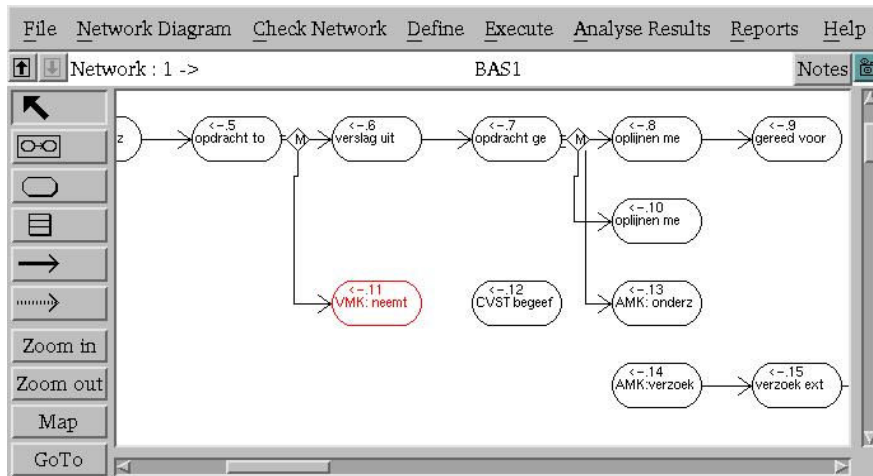 File Network Diagram Check Network Define Execute Analyse Results Reports Help
Network : 1 -> BAS1 Notes
z
<-.5
opdracht to
M
<-.6
verslag uit
<-.7
opdracht ge
M
<-.8
oplijnen me
<-.9
gereed voor
<-.10
oplijnen me
<-.11
VMK: neemt
<-.12
CVST begeef
<-.13
AMK: onderz
<-.14
AMK:verzoek
<-.15
verzoek ext
Zoom in
Zoom out
Map
GoTo